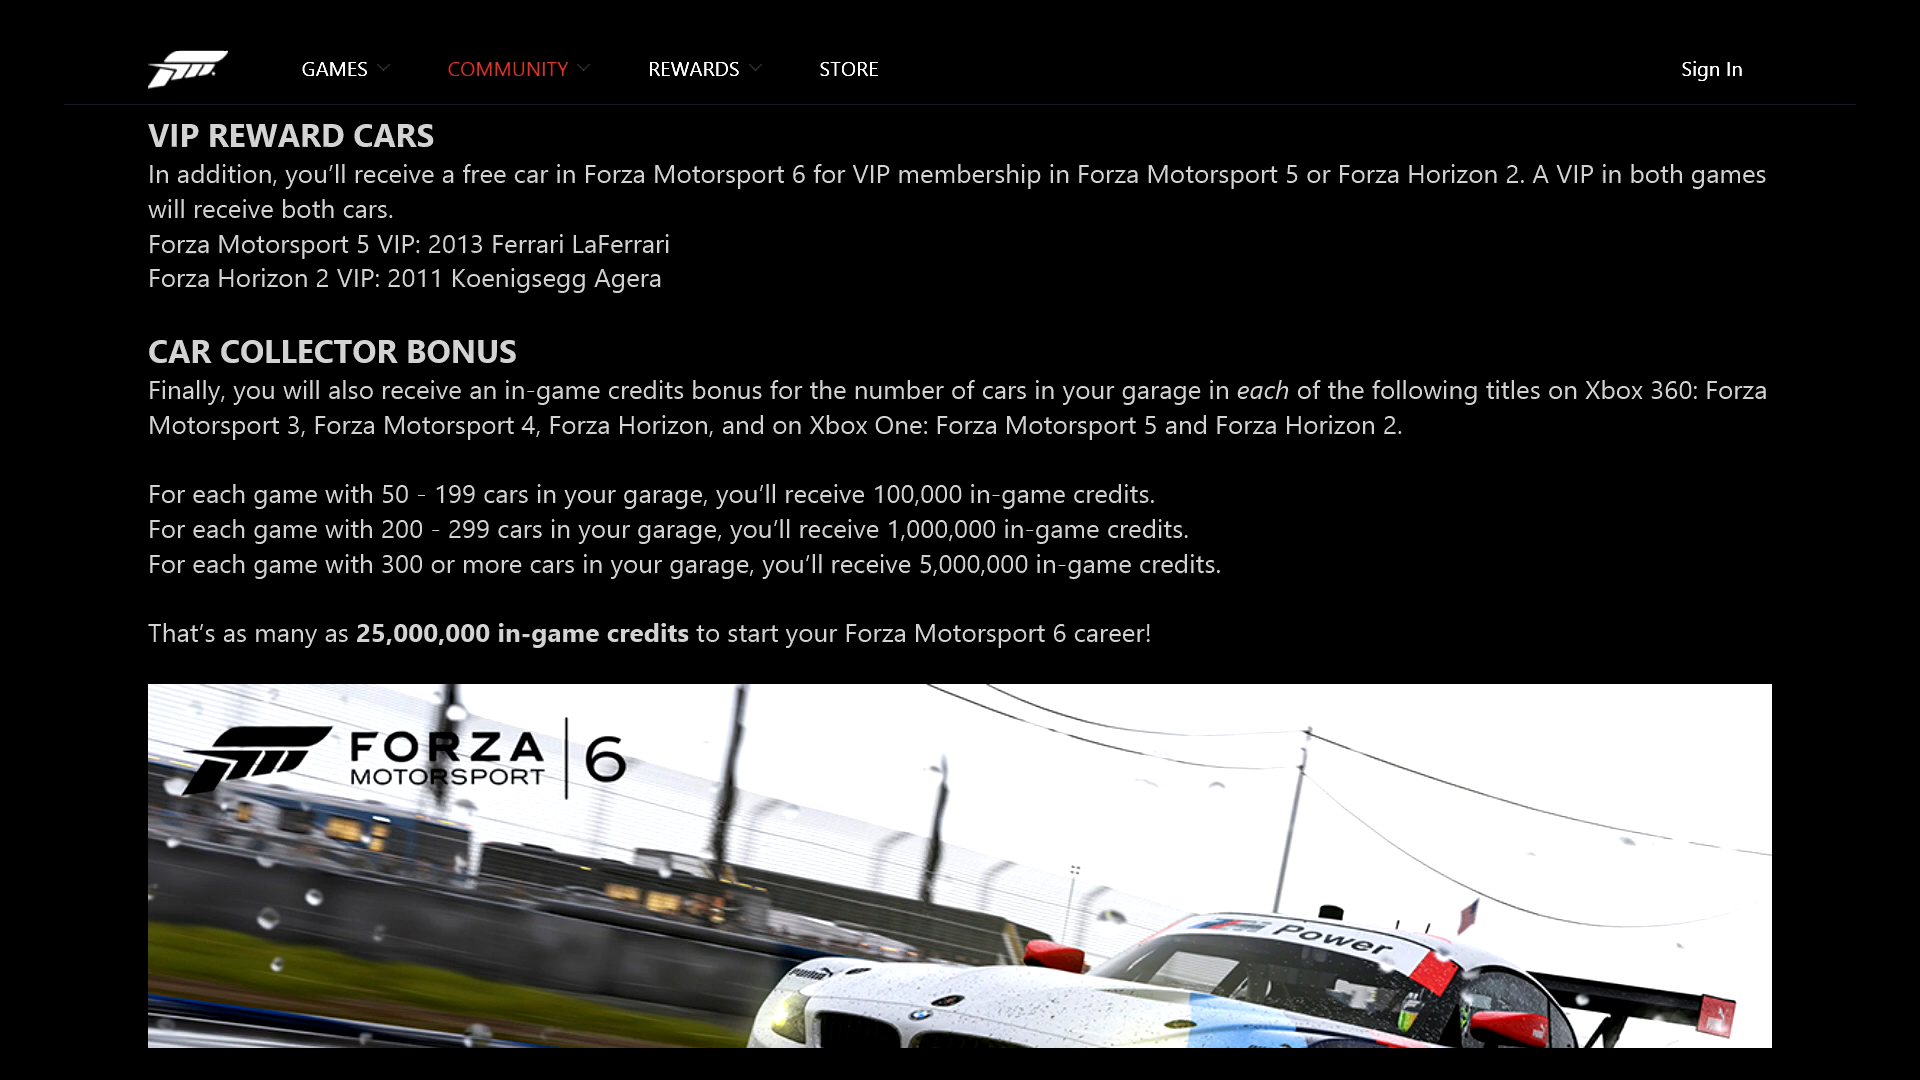 GAMES COMMUNITY REWARDS STORE Sign In
VIP REWARD CARS
In addition, you’ll receive a free car in Forza Motorsport 6 for VIP membership in Forza Motorsport 5 or Forza Horizon 2. A VIP in both games
will receive both cars.
Forza Motorsport 5 VIP: 2013 Ferrari LaFerrari
Forza Horizon 2 VIP: 2011 Koenigsegg Agera
CAR COLLECTOR BONUS
Finally, you will also receive an in-game credits bonus for the number of cars in your garage in each of the following titles on Xbox 360: Forza
Motorsport 3, Forza Motorsport 4, Forza Horizon, and on Xbox One: Forza Motorsport 5 and Forza Horizon 2.
For each game with 50 - 199 cars in your garage, you’ll receive 100,000 in-game credits.
For each game with 200 - 299 cars in your garage, you’ll receive 1,000,000 in-game credits.
For each game with 300 or more cars in your garage, you’ll receive 5,000,000 in-game credits.
That’s as many as 25,000,000 in-game credits to start your Forza Motorsport 6 career!
FORZA
MOTORSPORT 6
Power
PUMA